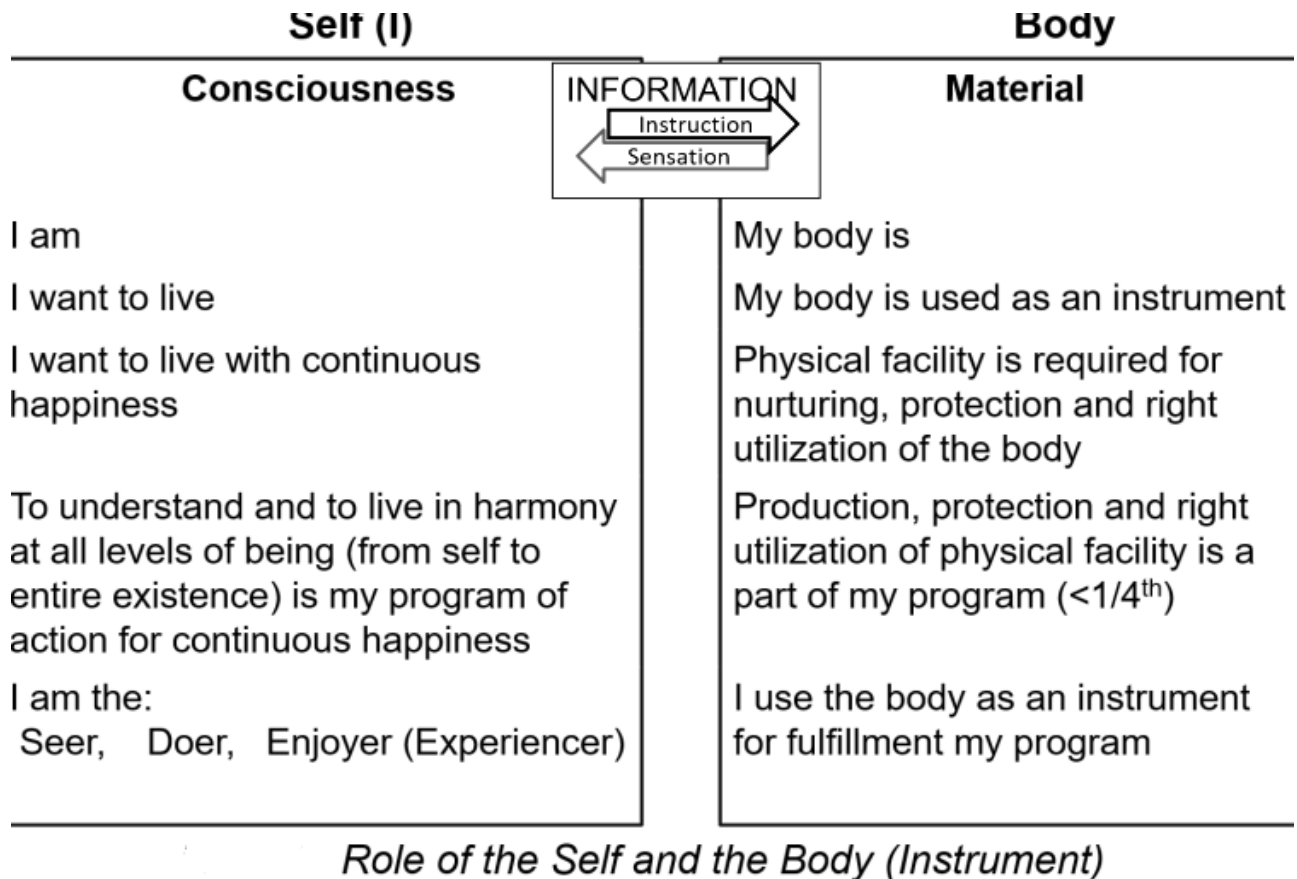 Self (I)
Body
Consciousness
INFORMATION
Instruction
Sensation
Material
I am
My body is
I want to live
My body is used as an instrument
I want to live with continuous
happiness
Physical facility is required for
nurturing, protection and right
utilization of the body
To understand and to live in harmony
at all levels of being (from self to
entire existence) is my program of
action for continuous happiness
Production, protection and right
utilization of physical facility is a
part of my program (<1/4th)
I am the:
Seer, Doer, Enjoyer (Experiencer)
I use the body as an instrument
for fulfillment my program
Role of the Self and the Body (Instrument)